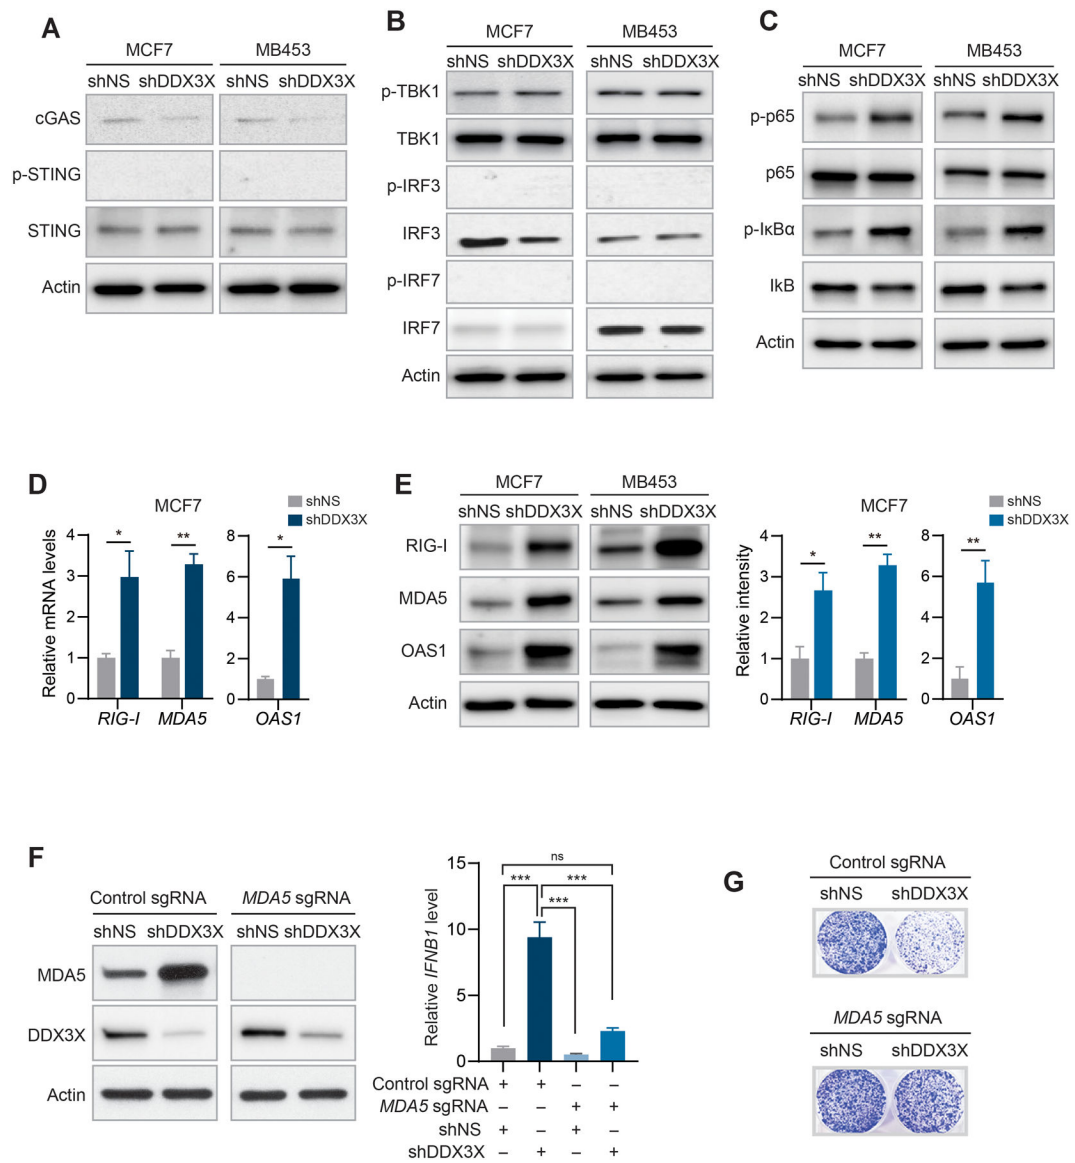 A
MCF7 MB453
shNS shDDX3X shNS shDDX3X
cGAS
p-STING
STING
Actin
B
MCF7 MB453
shNS shDDX3X shNS shDDX3X
p-TBK1
TBK1
p-IRF3
IRF3
p-IRF7
IRF7
Actin
C
MCF7 MB453
shNS shDDX3X shNS shDDX3X
p-p65
p65
p-IκBα
IkB
Actin
D
MCF7
shNS
shDDX3X
Relative mRNA levels
4
3
2
1
0
* **
RIG-I MDA5
8
6
4
2
0
*
OAS1
E
MCF7 MB453
shNS shDDX3X shNS shDDX3X
RIG-I
MDA5
OAS1
Actin
MCF7
shNS
shDDX3X
Relative intensity
4
3
2
1
0
* **
RIG-I MDA5
8
6
4
2
0
**
OAS1
F
Control sgRNA MDA5 sgRNA
shNS shDDX3X shNS shDDX3X
MDA5
DDX3X
Actin
Relative IFNB1 level
15
10
5
0
ns
*** ***
***
Control sgRNA + + – –
MDA5 sgRNA – – + +
shNS + – + –
shDDX3X – + – +
G
Control sgRNA
shNS shDDX3X
MDA5 sgRNA
shNS shDDX3X